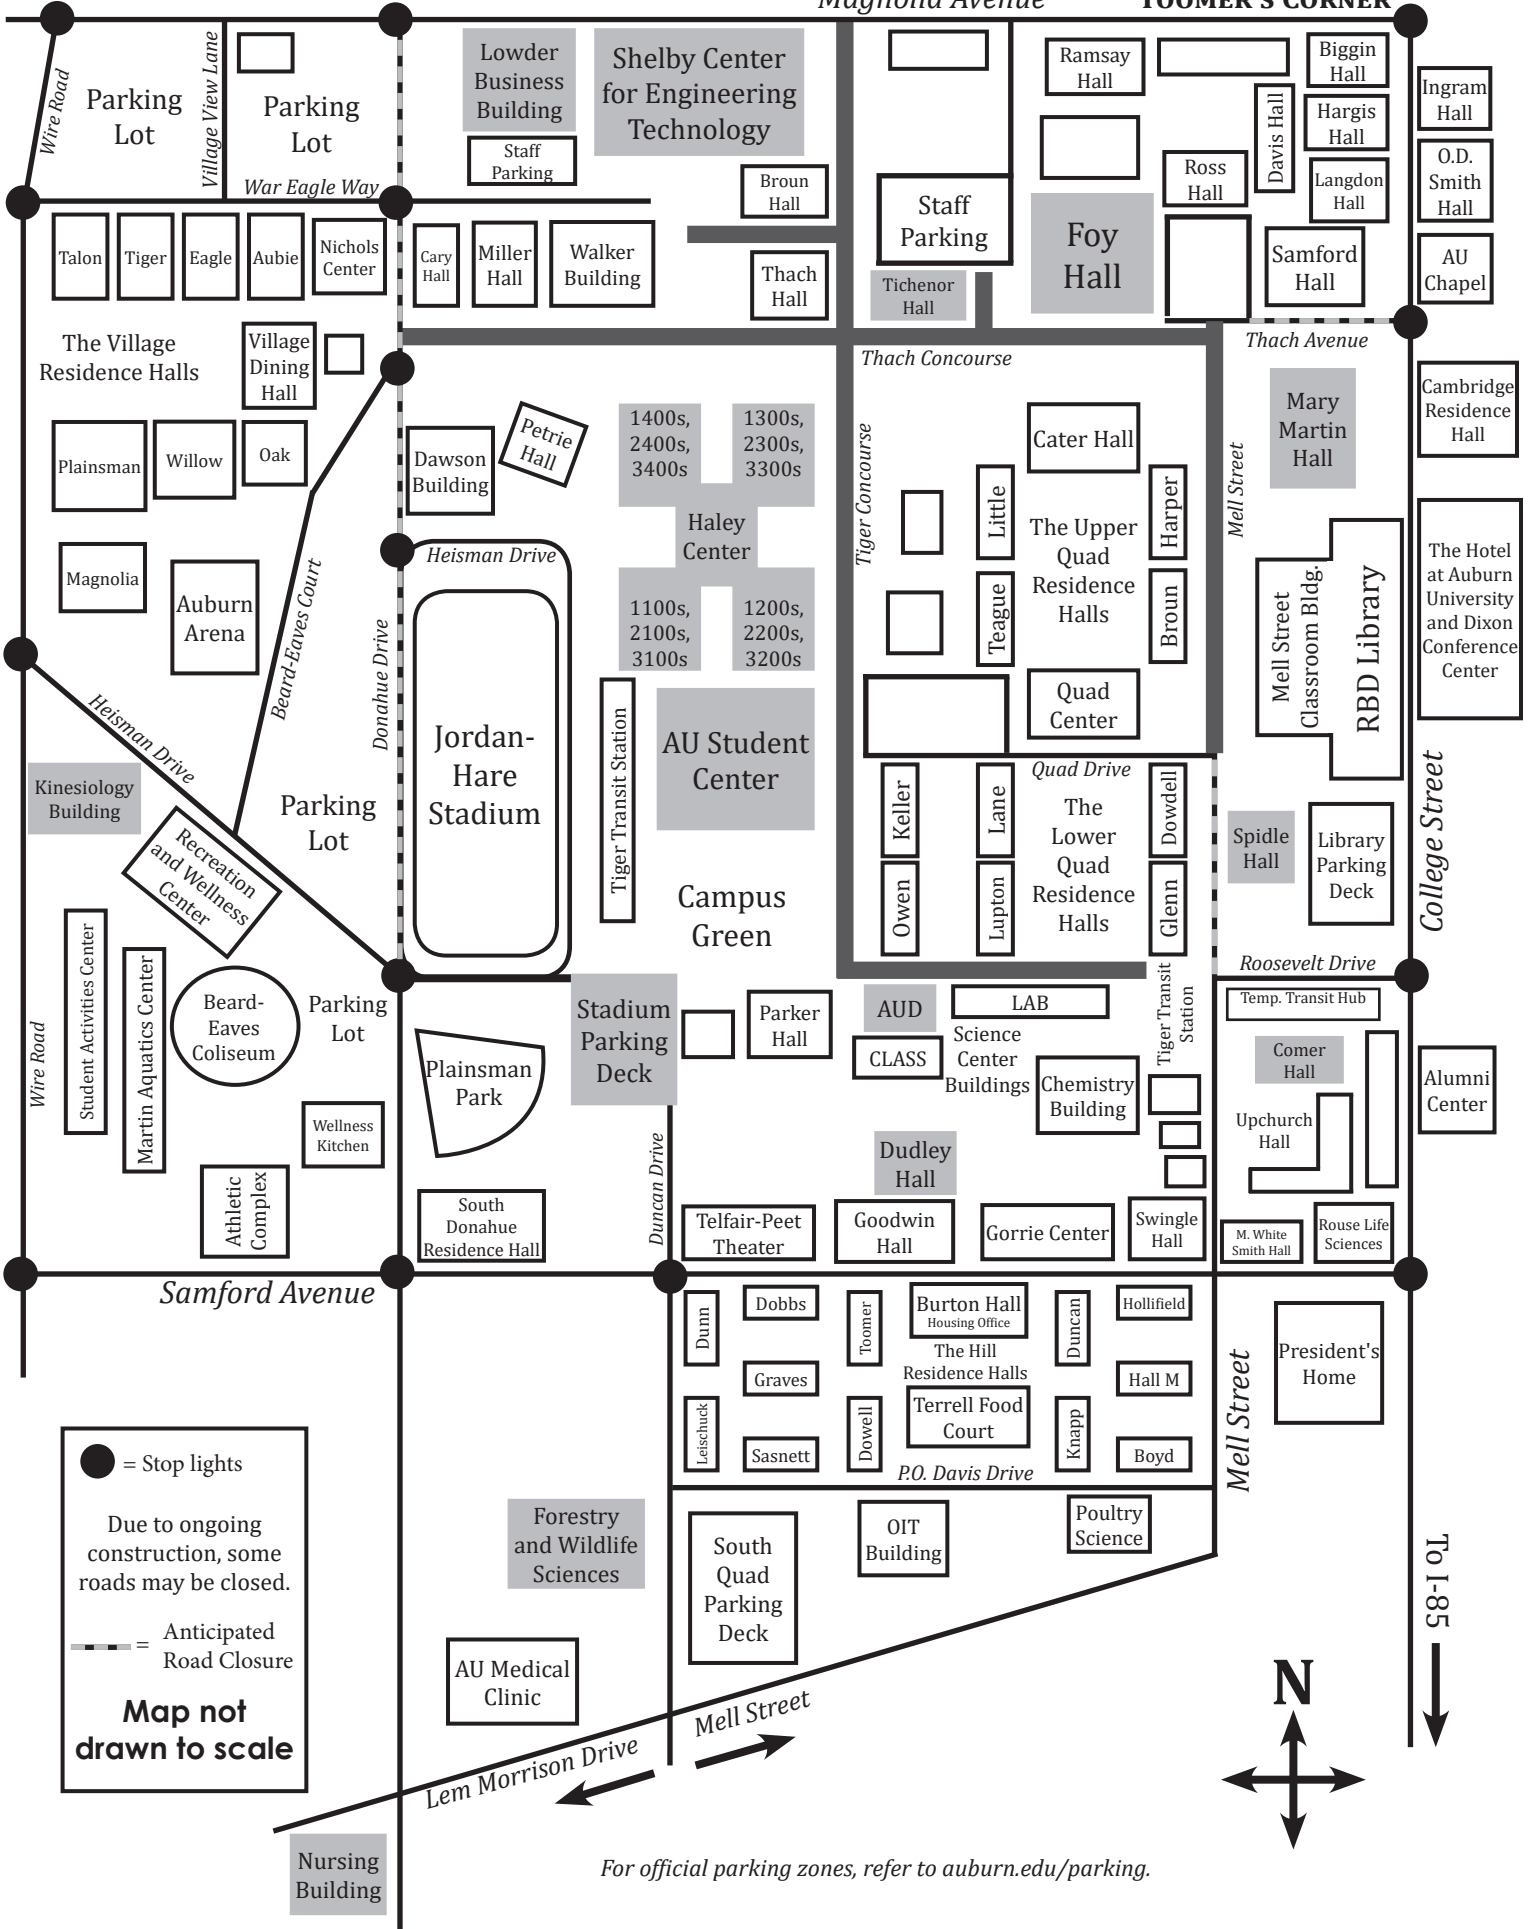 Magnolia Avenue
TOOMER'S CORNER
Wire Road
Parking
Lot
Village View Lane
Parking
Lot
War Eagle Way
Lowder
Business
Building
Shelby Center
for Engineering
Technology
Staff
Parking
Broun
Hall
Staff
Parking
Ramsay
Hall
Ross
Hall
Davis Hall
Biggin
Hall
Hargis
Hall
Langdon
Hall
Ingram
Hall
O.D.
Smith
Hall
AU
Chapel
Talon
Tiger
Eagle
Aubie
Nichols
Center
Cary
Hall
Miller
Hall
Walker
Building
Thach
Hall
Tichenor
Hall
Foy
Hall
Samford
Hall
Thach Concourse
Thach Avenue
The Village
Residence Halls
Village
Dining
Hall
Plainsman
Willow
Oak
Magnolia
Auburn
Arena
Beard-Eaves Court
Donahue Drive
Dawson
Building
Petrie
Hall
Heisman Drive
Jordan-
Hare
Stadium
1400s,
2400s,
3400s
1300s,
2300s,
3300s
Haley
Center
1100s,
2100s,
3100s
1200s,
2200s,
3200s
Tiger Transit Station
AU Student
Center
Campus
Green
Tiger Concourse
Cater Hall
Little
Teague
The Upper
Quad
Residence
Halls
Harper
Broun
Quad
Center
Mell Street
Mary
Martin
Hall
Cambridge
Residence
Hall
Mell Street
Classroom Bldg.
RBD Library
The Hotel
at Auburn
University
and Dixon
Conference
Center
Quad Drive
Keller
Owen
Lane
Lupton
The
Lower
Quad
Residence
Halls
Dowdell
Glenn
Spidle
Hall
Library
Parking
Deck
College Street
Heisman Drive
Kinesiology
Building
Parking
Lot
Recreation
and Wellness
Center
Student Activities Center
Martin Aquatics Center
Beard-
Eaves
Coliseum
Parking
Lot
Wire Road
Wellness
Kitchen
Athletic
Complex
Plainsman
Park
Stadium
Parking
Deck
Parker
Hall
AUD
LAB
CLASS
Science
Center
Buildings
Chemistry
Building
Tiger Transit
Station
Roosevelt Drive
Temp. Transit Hub
Comer
Hall
Upchurch
Hall
Alumni
Center
South
Donahue
Residence Hall
Duncan Drive
Dudley
Hall
Telfair-Peet
Theater
Goodwin
Hall
Gorrie Center
Swingle
Hall
M. White
Smith Hall
Rouse Life
Sciences
Samford Avenue
Dunn
Dobbs
Toomer
Burton Hall
Housing Office
Duncan
Hollifield
Graves
The Hill
Residence Halls
Hall M
Leischuck
Sasnett
Dowell
Terrell Food
Court
Knapp
Boyd
P.O. Davis Drive
Mell Street
President's
Home
= Stop lights
Due to ongoing
construction, some
roads may be closed.
= Anticipated
Road Closure
Map not
drawn to scale
Forestry
and Wildlife
Sciences
South
Quad
Parking
Deck
OIT
Building
Poultry
Science
To I-85
AU Medical
Clinic
Mell Street
Lem Morrison Drive
N
Nursing
Building
For official parking zones, refer to auburn.edu/parking.